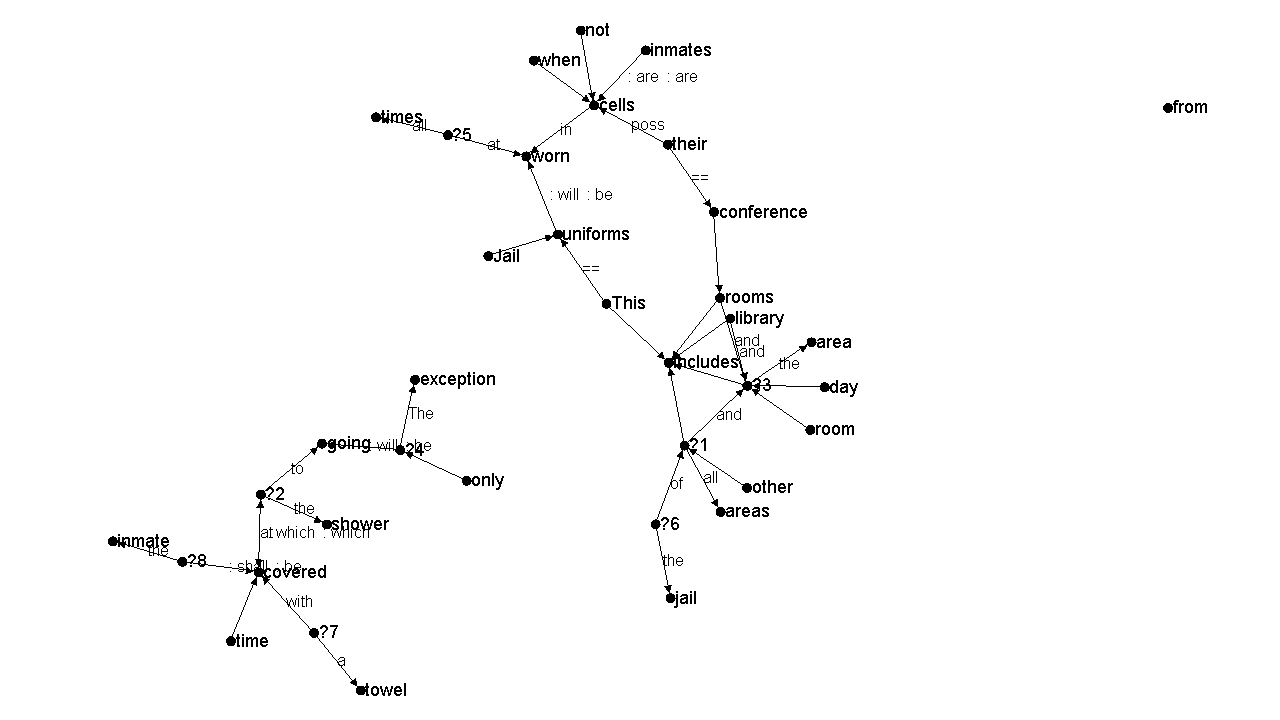 not
inmates
when
: are : are
cells
from
times
all
?5
at
in
poss
worn
their
==
: will : be
conference
uniforms
Jail
==
This
rooms
library
and
and
area
includes
the
exception
?3
day
The
and
room
going
will : be
?4
?1
to
of
all
only
other
?2
the
areas
shower
?6
at which : which
inmate
the
?8
: shall : be
covered
the
with
jail
?7
time
a
towel